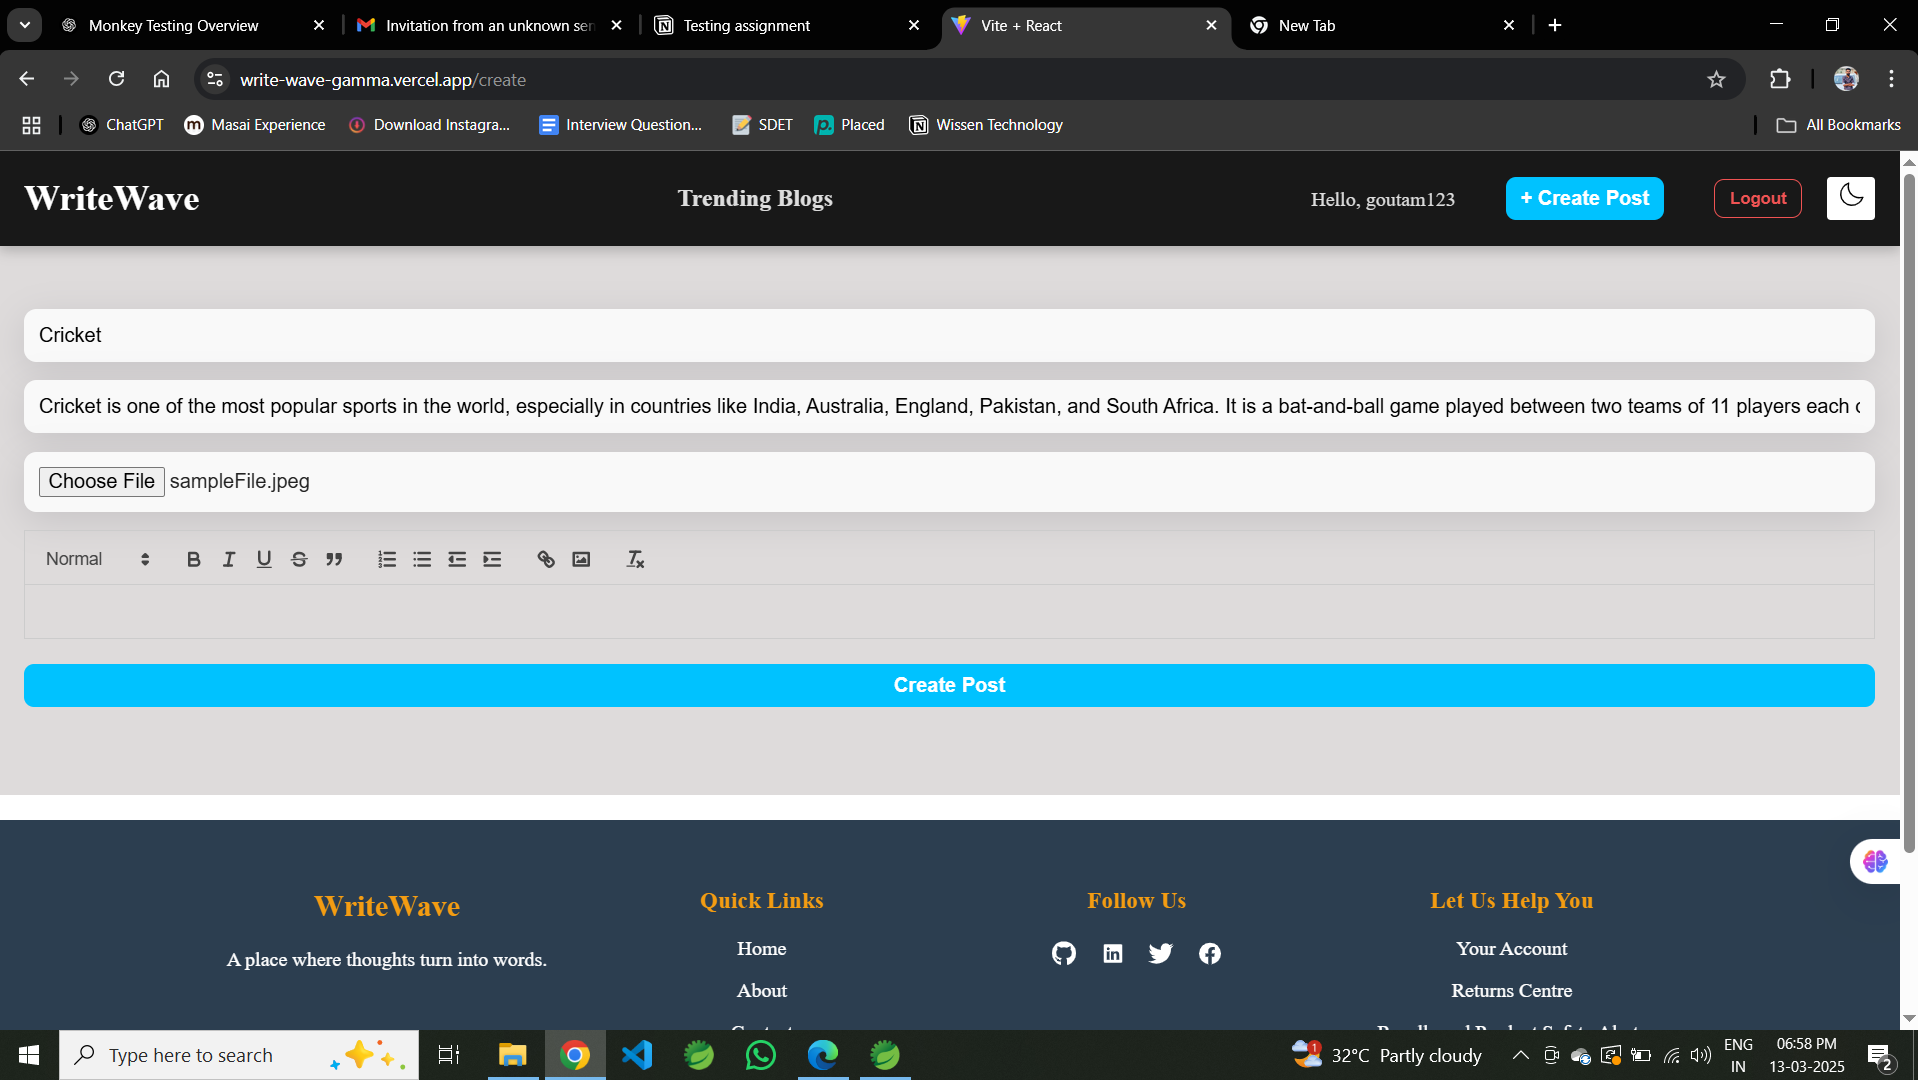 Monkey Testing Overview
Invitation from an unknown sen
Testing assignment
Vite + React
New Tab
write-wave-gamma.vercel.app/create
ChatGPT
Masai Experience
Download Instagra...
Interview Question...
SDET
Placed
Wissen Technology
All Bookmarks
WriteWave
Trending Blogs
Hello, goutam123
+ Create Post
Logout
Cricket
Cricket is one of the most popular sports in the world, especially in countries like India, Australia, England, Pakistan, and South Africa. It is a bat-and-ball game played between two teams of 11 players each
Choose File sampleFile.jpeg
Normal
Create Post
WriteWave
A place where thoughts turn into words.
Quick Links
Home
About
Follow Us
Let Us Help You
Your Account
Returns Centre
Type here to search
1
32°C Partly cloudy
ENG
IN
06:58 PM
13-03-2025
2